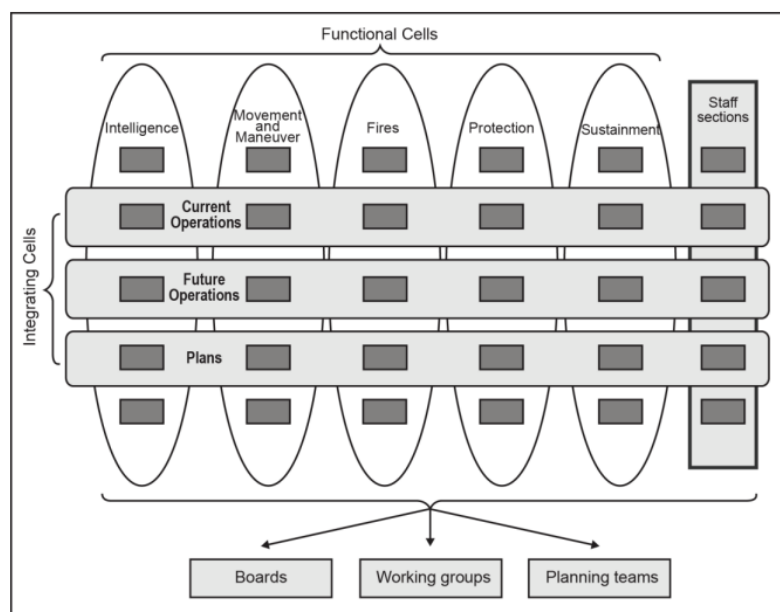 Functional Cells
Intelligence
Movement
and
Maneuver
Fires
Protection
Sustainment
Staff
sections
Integrating Cells
Current
Operations
Future
Operations
Plans
Boards
Working groups
Planning teams